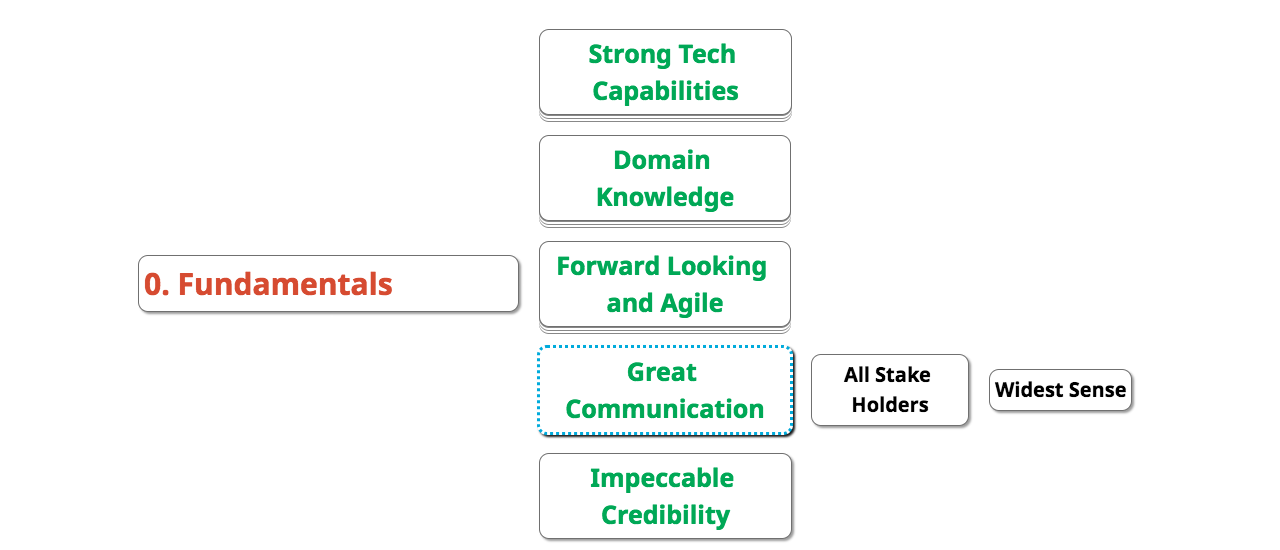 Strong Tech
Capabilities
Domain
Knowledge
0. Fundamentals
Forward Looking
and Agile
Great
Communication
All Stake
Holders
Widest Sense
Impeccable
Credibility